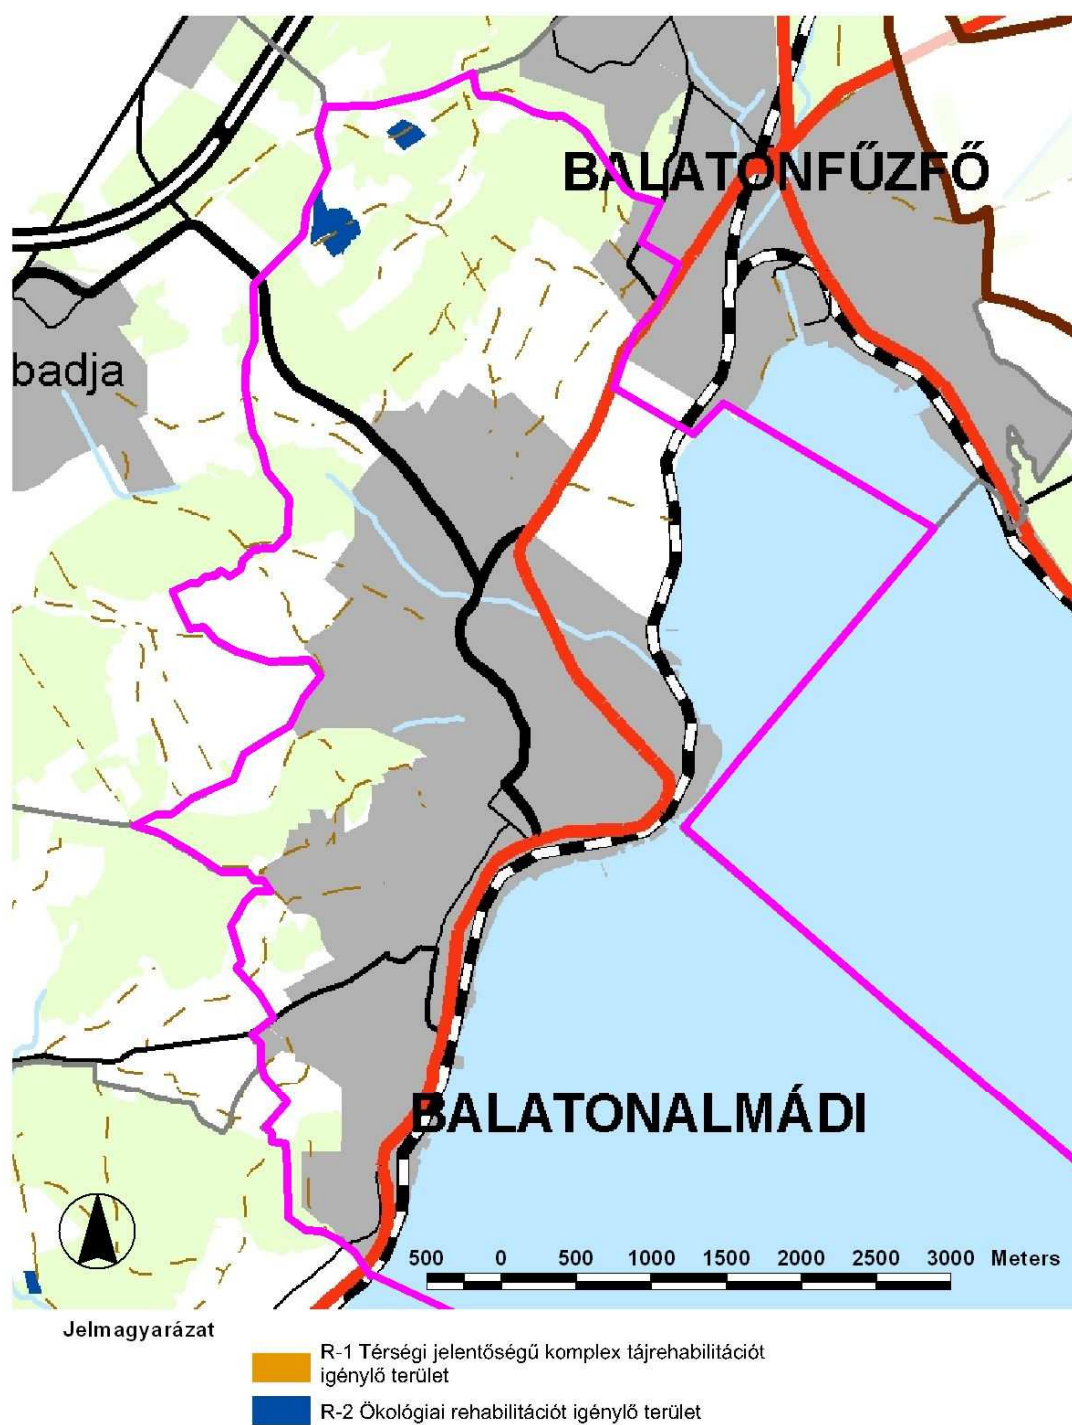 BALATONFŰZFŐ
badja
BALATONALMÁDI
500 0 500 1000 1500 2000 2500 3000 Meters
Jelmagyarázat
R-1 Térségi jelentőségű komplex tájrehabilitációt
igénylő terület
R-2 Ökológiai rehabilitációt igénylő terület